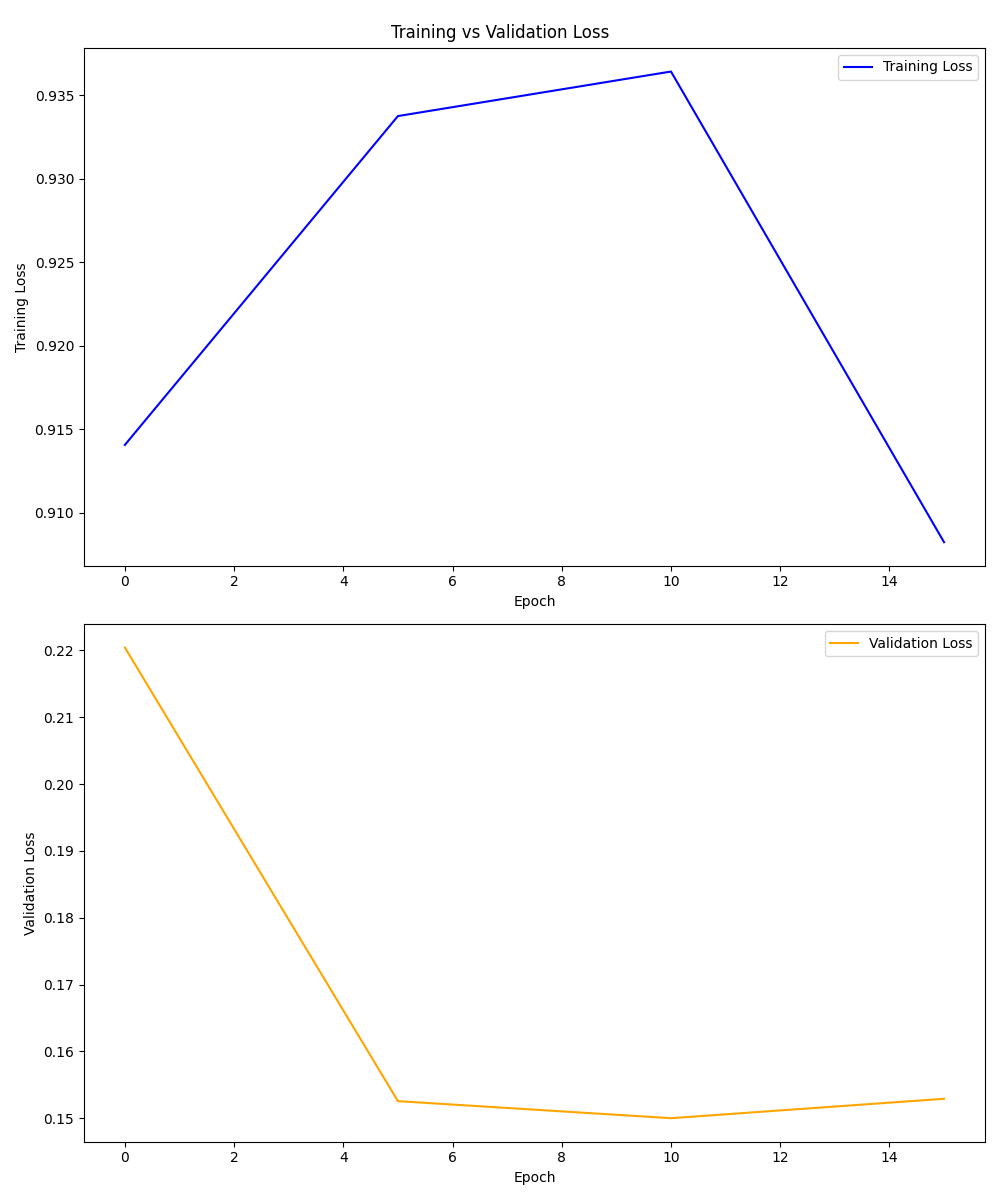 Training vs Validation Loss
Training Loss
0.935
0.930
0.925
0.920
0.915
0.910
Training Loss
0 2 4 6 8 10 12 14
Epoch
Validation Loss
0.22
0.21
0.20
0.19
0.18
0.17
0.16
0.15
Validation Loss
0 2 4 6 8 10 12 14
Epoch